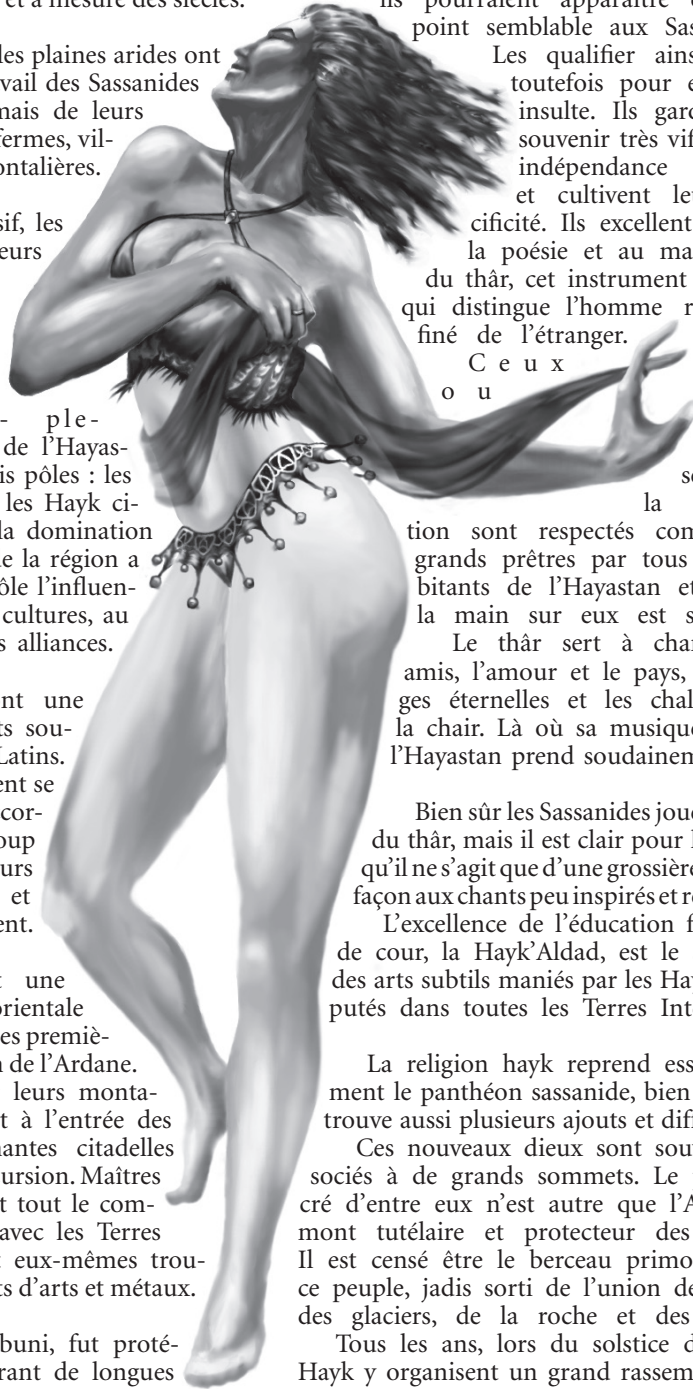 et à mesure des siècles.
les plaines arides ont
vail des Sassanides
mais de leurs
fermes, vil-
ontalières.
sif, les
eurs
- ple-
de l'Hayas-
is pôles : les
les Hayk ci-
la domination
e la région a
ôle l'influen-
cultures, au
s alliances.
nt une
ts sou-
Latins.
ent se
cor-
oup
urs
et
ent.
une
orientale
es premiè-
n de l'Ardane.
leurs monta-
t à l'entrée des
nantes citadelles
ursion. Maîtres
t tout le com-
avec les Terres
t eux-mêmes trou-
ts d'arts et métaux.
buni, fut proté-
rant de longues
ils pourraient apparaître
point semblable aux Sas
Les qualifier ains
toutefois pour e
insulte. Ils gard
souvenir très vif
indépendance
et cultivent leu
cificité. Ils excellent
la poésie et au ma
du thâr, cet instrument
qui distingue l'homme r
finé de l'étranger.
Ceux
ou
so
la
tion sont respectés com
grands prêtres par tous
bitants de l'Hayastan et
la main sur eux est s
Le thâr sert à chan
amis, l'amour et le pays,
ges éternelles et les chal
la chair. Là où sa musique
l'Hayastan prend soudainem
Bien sûr les Sassanides joue
du thâr, mais il est clair pour l
qu'il ne s'agit que d'une grossière
façon aux chants peu inspirés et re
L'excellence de l'éducation f
de cour, la Hayk'Aldad, est le
des arts subtils maniés par les Hay
putés dans toutes les Terres Inte
La religion hayk reprend ess
ment le panthéon sassanide, bien
trouve aussi plusieurs ajouts et diff
Ces nouveaux dieux sont souv
sociés à de grands sommets. Le
cré d'entre eux n'est autre que l'A
mont tutélaire et protecteur des
Il est censé être le berceau primo
ce peuple, jadis sorti de l'union de
des glaciers, de la roche et des
Tous les ans, lors du solstice d
Hayk y organisent un grand rassem